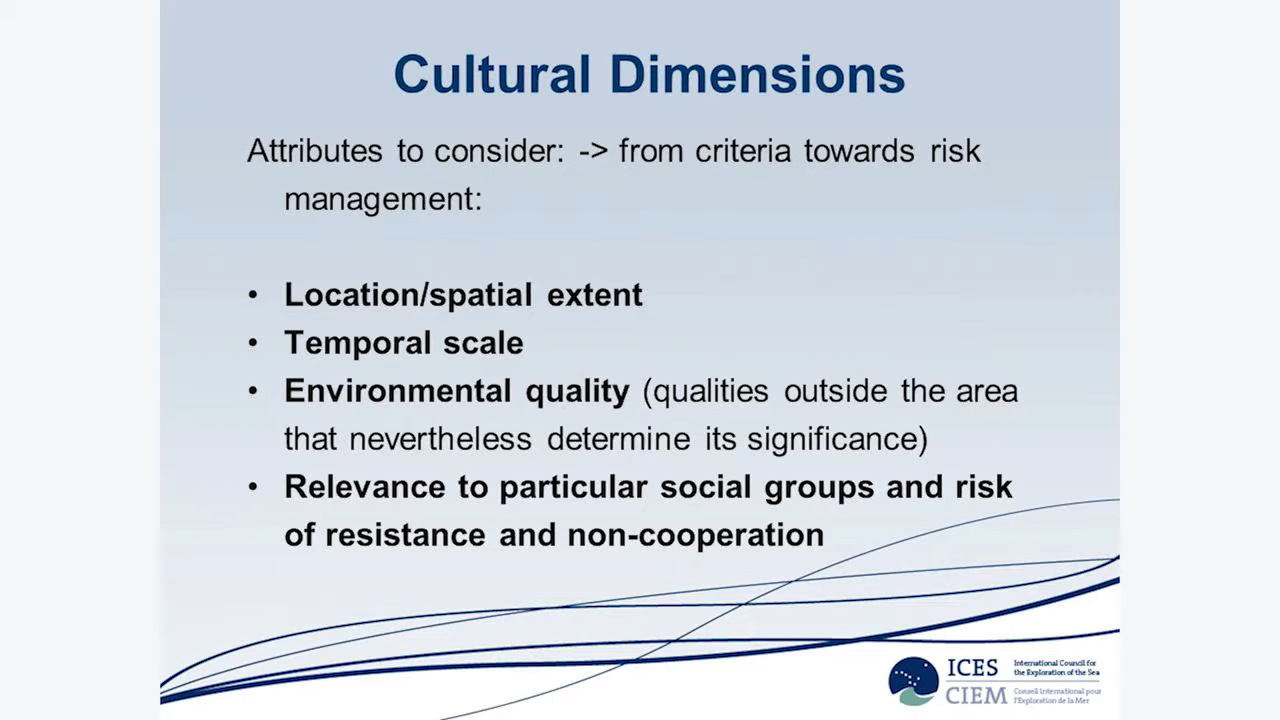 Cultural Dimensions
Attributes to consider: -> from criteria towards risk
management:
• Location/spatial extent
• Temporal scale
• Environmental quality (qualities outside the area
that nevertheless determine its significance)
• Relevance to particular social groups and risk
of resistance and non-cooperation
ICES
International Council for
the Exploration of the Sea
CIEM
Conseil International pour
l'Exploration de la Mer